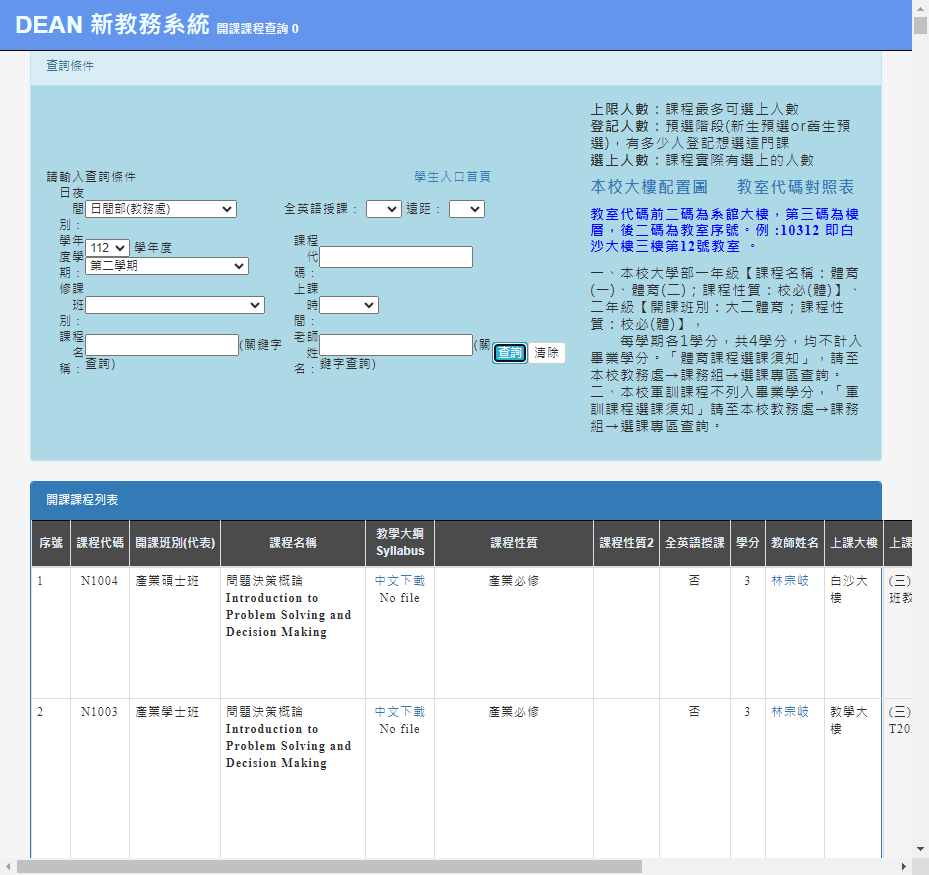 DEAN 新教務系統 開課課程查詢 0
查詢條件
請輸入查詢條件
學生入口首頁
日夜間別：
日間部(教務處)
全英語授課：
遠距：
學年度學期：
112
學年度
第二學期
課程代碼：
修課班別：
上課時間：
課程名稱：
(關鍵字查詢)
老師姓名：
(關鍵字查詢)
查詢
清除
上限人數：課程最多可選上人數
登記人數：預選階段(新生預選or舊生預
選)，有多少人登記想選這門課
選上人數：課程實際有選上的人數
本校大樓配置圖
教室代碼對照表
教室代碼前二碼為系館大樓，第三碼為樓
層，後二碼為教室序號。例 :10312 即白
沙大樓三樓第12號教室 。
一、本校大學部一年級【課程名稱：體育
(一)、體育(二)；課程性質：校必(體)】、
二年級【開課班別：大二體育；課程性
質：校必(體)】，
每學期各1學分，共4學分，均不計入
畢業學分。「體育課程選課須知」，請至
本校教務處→課務組→選課專區查詢。
二、本校軍訓課程不列入畢業學分，「軍
訓課程選課須知」請至本校教務處→課務
組→選課專區查詢。
開課課程列表
序號 課程代碼 開課班別(代表) 課程名稱 教學大綱 Syllabus 課程性質 課程性質2 全英語授課 學分 教師姓名 上課大樓 上課
1 N1004 產業碩士班 問題決策概論 中文下載 產業必修 否 3 林宗岐 白沙大樓 (三)
Introduction to No file 班教
Problem Solving and
Decision Making
2 N1003 產業學士班 問題決策概論 中文下載 產業必修 否 3 林宗岐 教學大樓 (三)
Introduction to No file T20
Problem Solving and
Decision Making